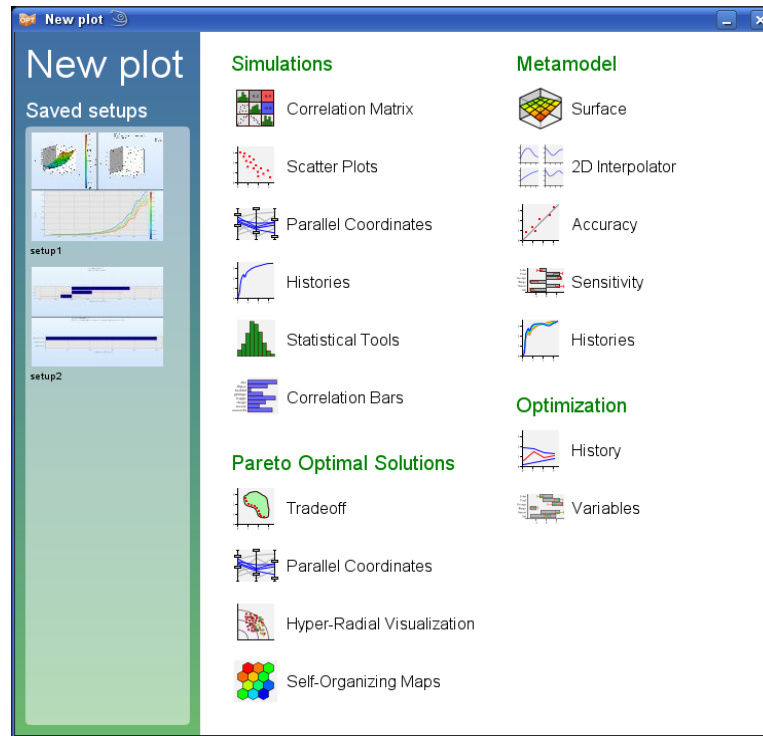 OPT New plot
New plot
Saved setups
setup1
setup2
Simulations
Correlation Matrix
Scatter Plots
Parallel Coordinates
Histories
Statistical Tools
Correlation Bars
Pareto Optimal Solutions
Tradeoff
Parallel Coordinates
Hyper-Radial Visualization
Self-Organizing Maps
Metamodel
Surface
2D Interpolator
Accuracy
Sensitivity
Histories
Optimization
History
Variables